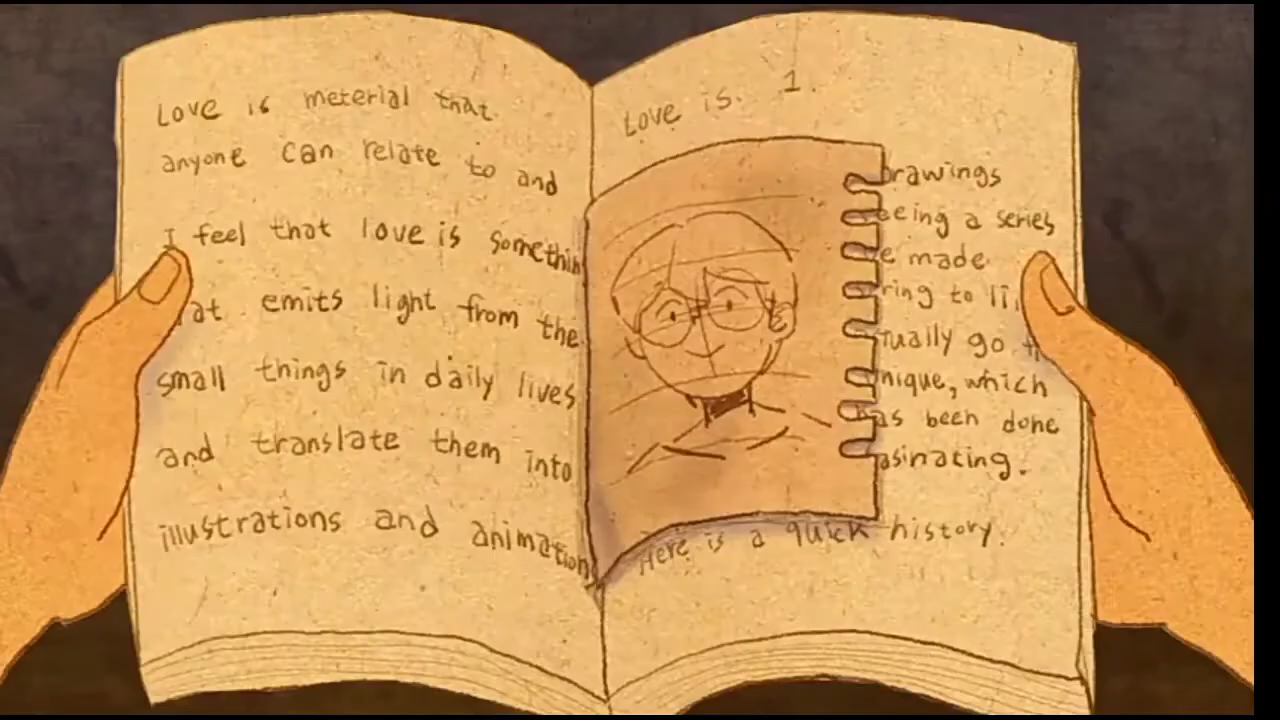 Love is meterial that
anyone can relate to and
I feel that love is somethin
at emits light from the
small things in daily lives
and translate them into
illustrations and animation
Love is. 1.
Drawings
eeing a series
e made
ring to li
tually go
nique, which
as been done
asinating.
Here is a quick history.